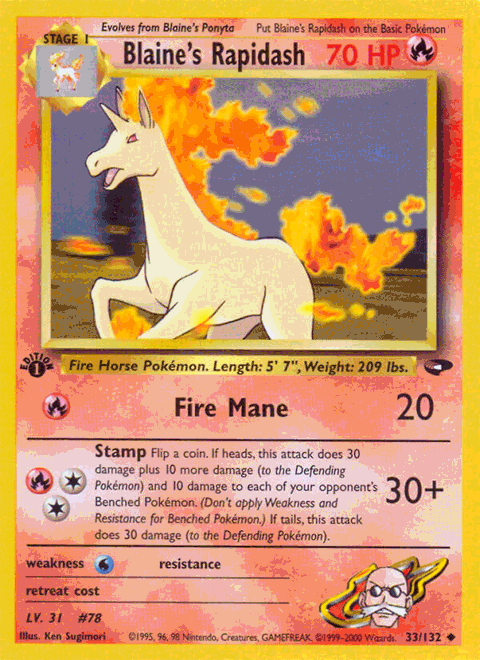 Evolves from Blaine's Ponyta Put Blaine's Rapidash on the Basic Pokémon
STAGE 1
Blaine's Rapidash 70 HP
EDITION
1
Fire Horse Pokémon. Length: 5' 7", Weight: 209 lbs.
Fire Mane 20
Stamp Flip a coin. If heads, this attack does 30
damage plus 10 more damage (to the Defending
Pokémon) and 10 damage to each of your opponent's
Benched Pokémon. (Don't apply Weakness and
Resistance for Benched Pokémon.) If tails, this attack
does 30 damage (to the Defending Pokémon).
30+
weakness resistance
retreat cost
LV. 31 #78
Illus. Ken Sugimori ©1995, 96, 98 Nintendo, Creatures, GAMEFREAK. ©1999-2000 Wizards. 33/132